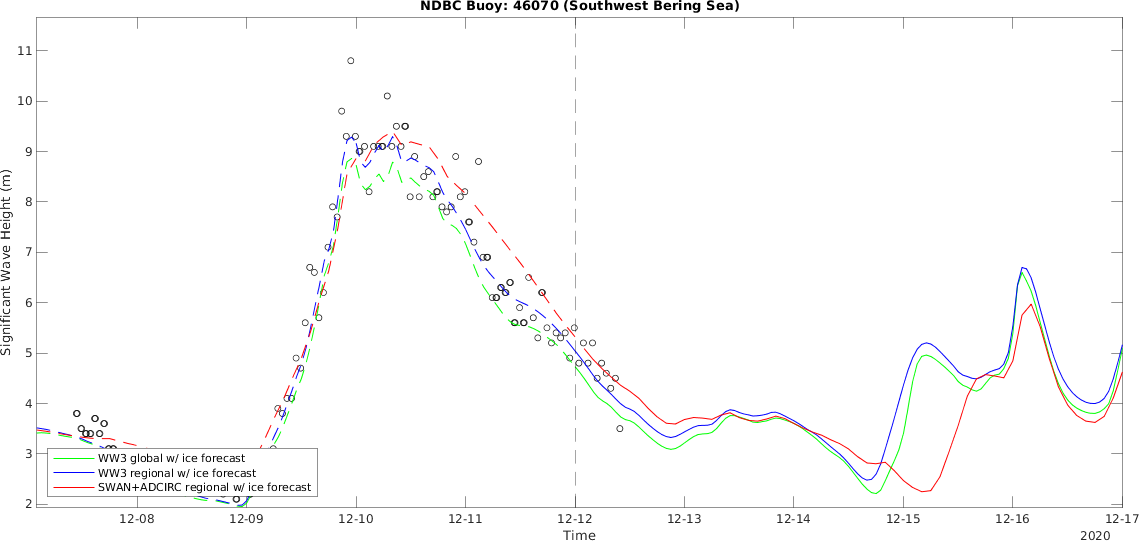 NDBC Buoy: 46070 (Southwest Bering Sea)
Significant Wave Height (m)
11
10
9
8
7
6
5
4
3
2
WW3 global w/ ice forecast
WW3 regional w/ ice forecast
SWAN+ADCIRC regional w/ ice forecast
12-08 12-09 12-10 12-11 12-12 12-13 12-14 12-15 12-16 12-17
Time
2020